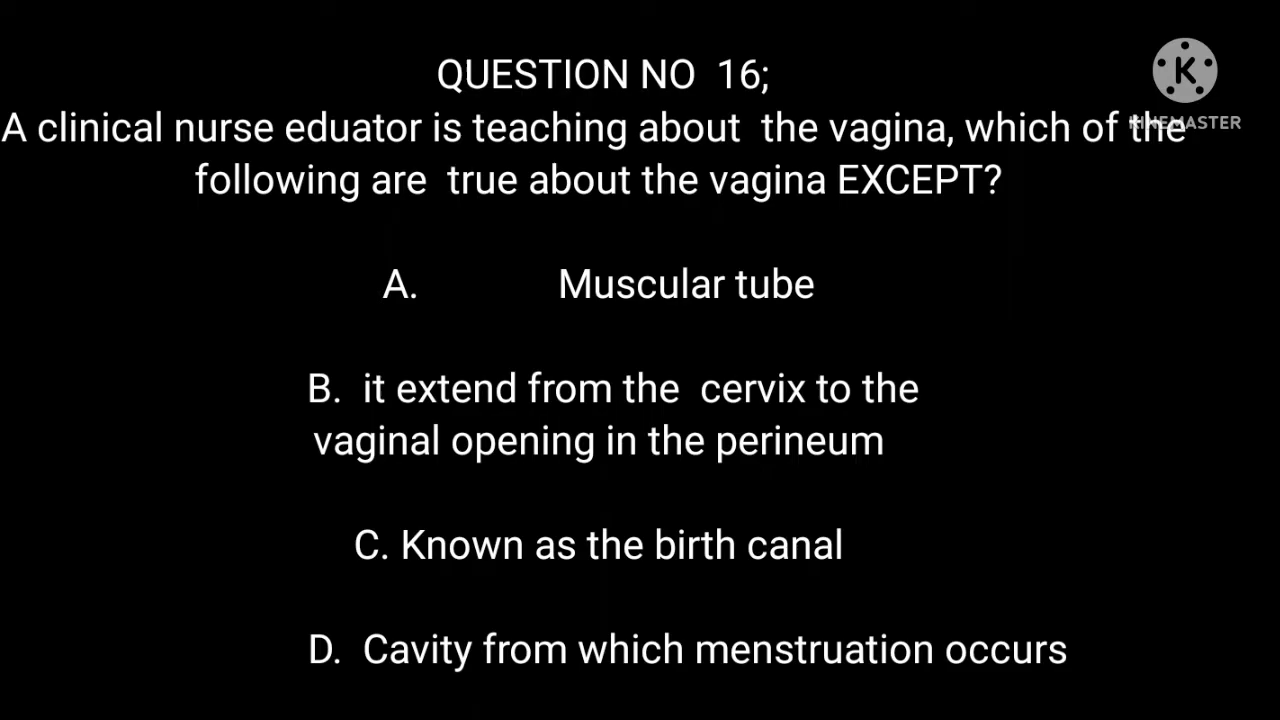 QUESTION NO 16;
A clinical nurse eduator is teaching about the vagina, which of the
following are true about the vagina EXCEPT?
A. Muscular tube
B. it extend from the cervix to the
vaginal opening in the perineum
C. Known as the birth canal
D. Cavity from which menstruation occurs
K
KINEMASTER